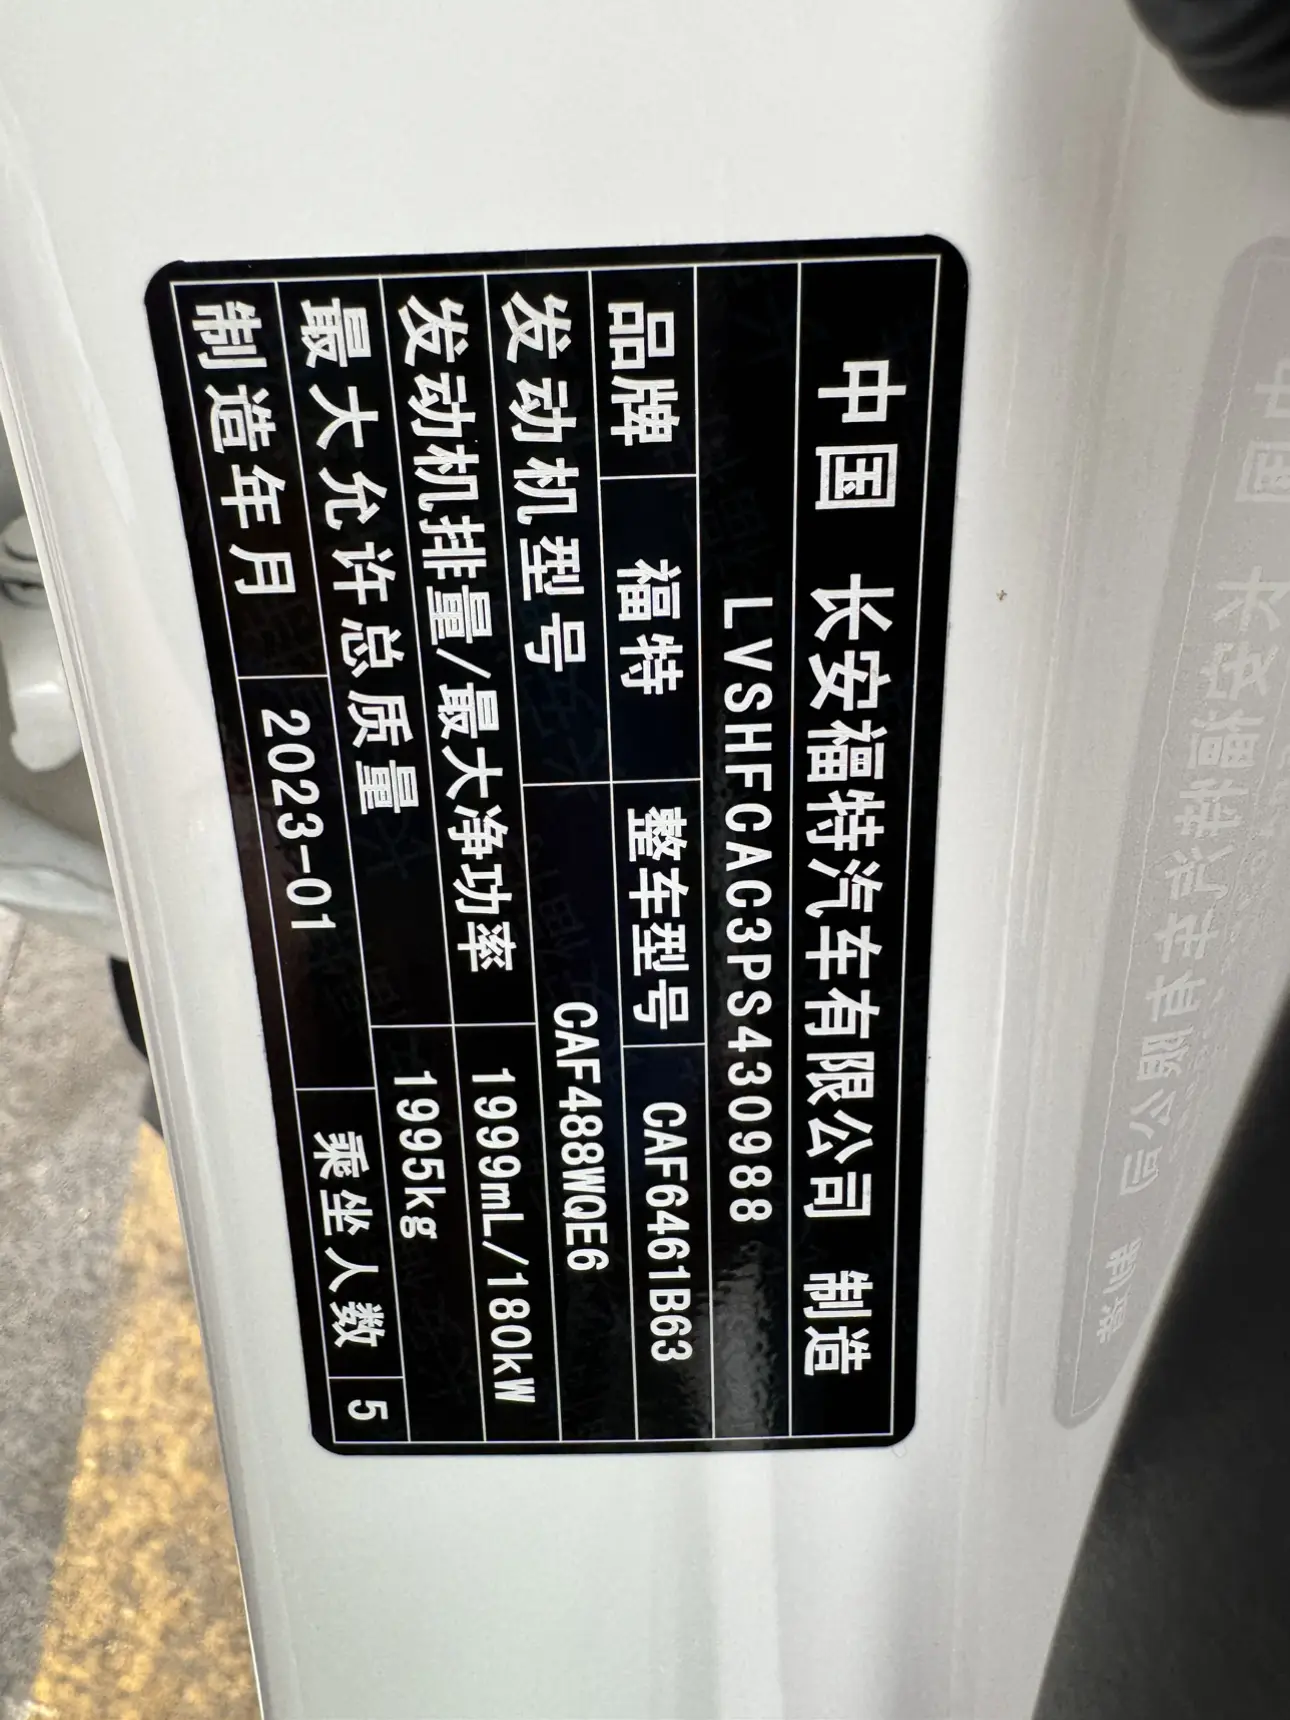 中国 长安福特汽车有限公司 制造
LVSHFCAC3PS430988
品牌 福特 整车型号 CAF6461B63
发动机型号 CAF488WQE6
发动机排量/最大净功率 1999mL/180kW
最大允许总质量 1995kg
制造年月 2023-01 乘坐人数 5